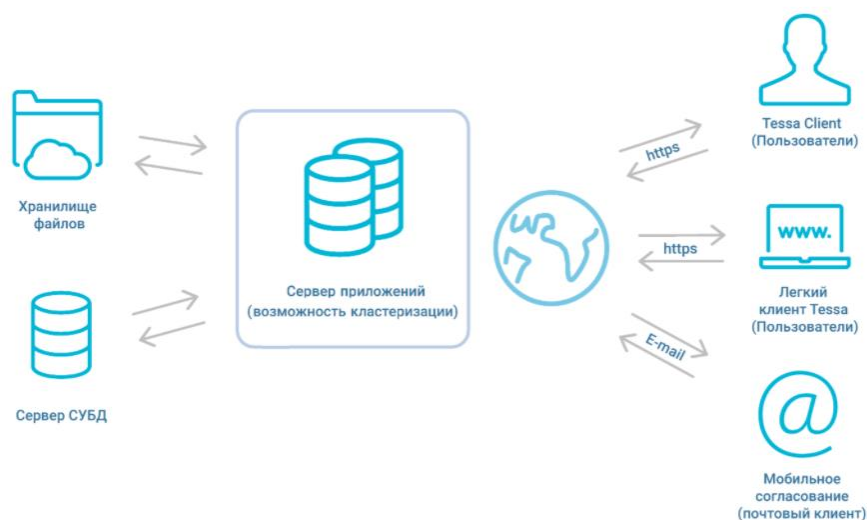 Хранилище
файлов
Сервер СУБД
Сервер приложений
(возможность кластеризации)
https
Tessa Client
(Пользователи)
https
www.
Легкий
клиент Tessa
(Пользователи)
E-mail
@
Мобильное
согласование
(почтовый клиент)